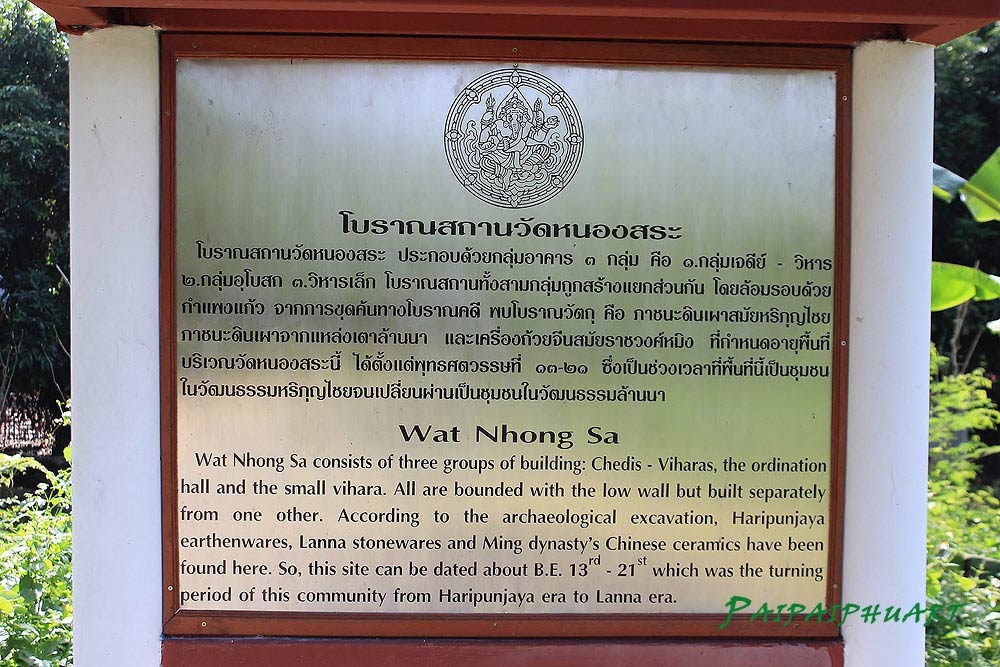 โบราณสถานวัดหนองสระ
โบราณสถานวัดหนองสระ ประกอบด้วยกลุ่มอาคาร ๓ กลุ่ม คือ ๑.กลุ่มเจดีย์ - วิหาร
๒.กลุ่มอุโบสถ ๓.วิหารเล็ก โบราณสถานทั้งสามกลุ่มถูกสร้างแยกส่วนกัน โดยล้อมรอบด้วย
กำแพงแก้ว จากการขุดค้นทางโบราณคดี พบโบราณวัตถุ คือ ภาชนะดินเผาสมัยหริภุญไชย
ภาชนะดินเผาจากแหล่งเตาล้านนา และเครื่องถ้วยจีนสมัยราชวงศ์หมิง ที่กำหนดอายุพื้นที่
บริเวณวัดหนองสระนี้ ได้ตั้งแต่พุทธศตวรรษที่ ๑๓-๒๑ ซึ่งเป็นช่วงเวลาที่พื้นที่นี้เป็นชุมชน
ในวัฒนธรรมหริภุญไชยจนเปลี่ยนผ่านเป็นชุมชนในวัฒนธรรมล้านนา
Wat Nhong Sa
Wat Nhong Sa consists of three groups of building: Chedis - Viharas, the ordination
hall and the small vihara. All are bounded with the low wall but built separately
from one other. According to the archaeological excavation, Haripunjaya
earthenwares, Lanna stonewares and Ming dynasty's Chinese ceramics have been
found here. So, this site can be dated about B.E. 13rd - 21st which was the turning
period of this community from Haripunjaya era to Lanna era.
PAIPAIPHUART